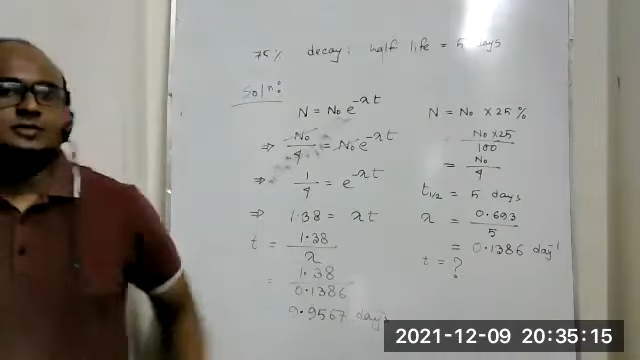 75% decay; half life = 5 days
Soln:
N = N₀ e^-λt
⇒ N₀/4 = N₀ e^-λt
⇒ 1/4 = e^-λt
⇒ 1.38 = λt
t = 1.38/λ
= 1.38/0.1386
9.9567 days
N = N₀ × 25%
N₀×25/100
= N₀/4
t1/2 = 5 days
λ = 0.693/5
= 0.1386 day⁻¹
t = ?
2021-12-09 20:35:15